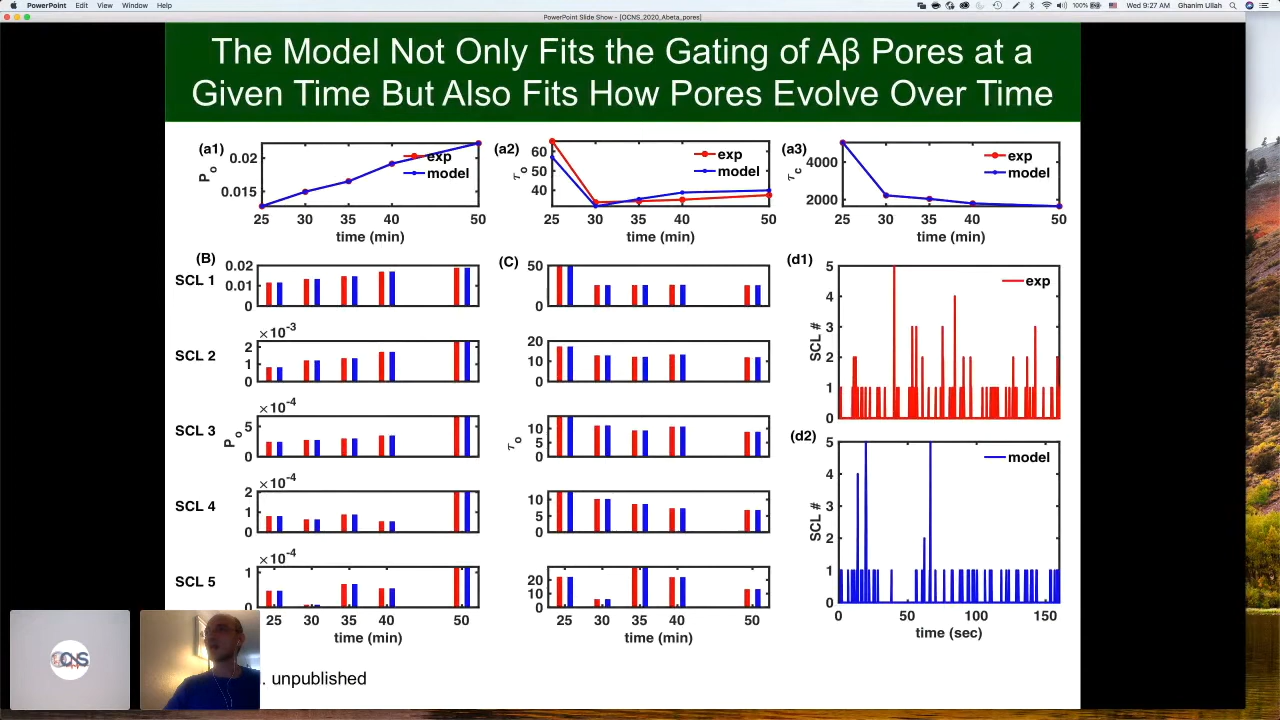 PowerPoint File Edit View Window Help
100% Wed 9:27 AM Ghanim Ullah
PowerPoint Slide Show - [OCNS_2020_Abeta_pores]
The Model Not Only Fits the Gating of Aβ Pores at a
Given Time But Also Fits How Pores Evolve Over Time
(a1)
0.02
0.015
Po
exp
model
25 30 35 40 50
time (min)
(a2)
60
50
40
τo
exp
model
25 30 35 40 50
time (min)
(a3)
4000
2000
τc
exp
model
25 30 35 40 50
time (min)
(B)
SCL 1
0.02
0.01
0
SCL 2
×10-3
2
1
0
SCL 3
×10-4
5
0
Po
SCL 4
×10-4
2
1
0
SCL 5
×10-4
1
0
25 30 35 40 50
time (min)
(C)
50
0
20
10
0
10
5
0
τo
10
5
0
20
10
0
25 30 35 40 50
time (min)
(d1)
5
4
3
2
1
0
SCL #
exp
(d2)
5
4
3
2
1
0
SCL #
model
0 50 100 150
time (sec)
OCNS
. unpublished